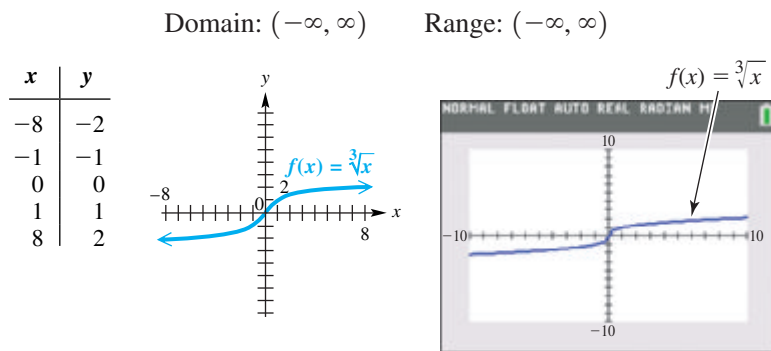 Domain: (−∞, ∞) Range: (−∞, ∞)
x y
−8 −2
−1 −1
0 0
1 1
8 2
y
f(x) = ∛x
−8 0 2 x
8
f(x) = ∛x
NORMAL FLOAT AUTO REAL RADIAN M
10
−10 10
−10